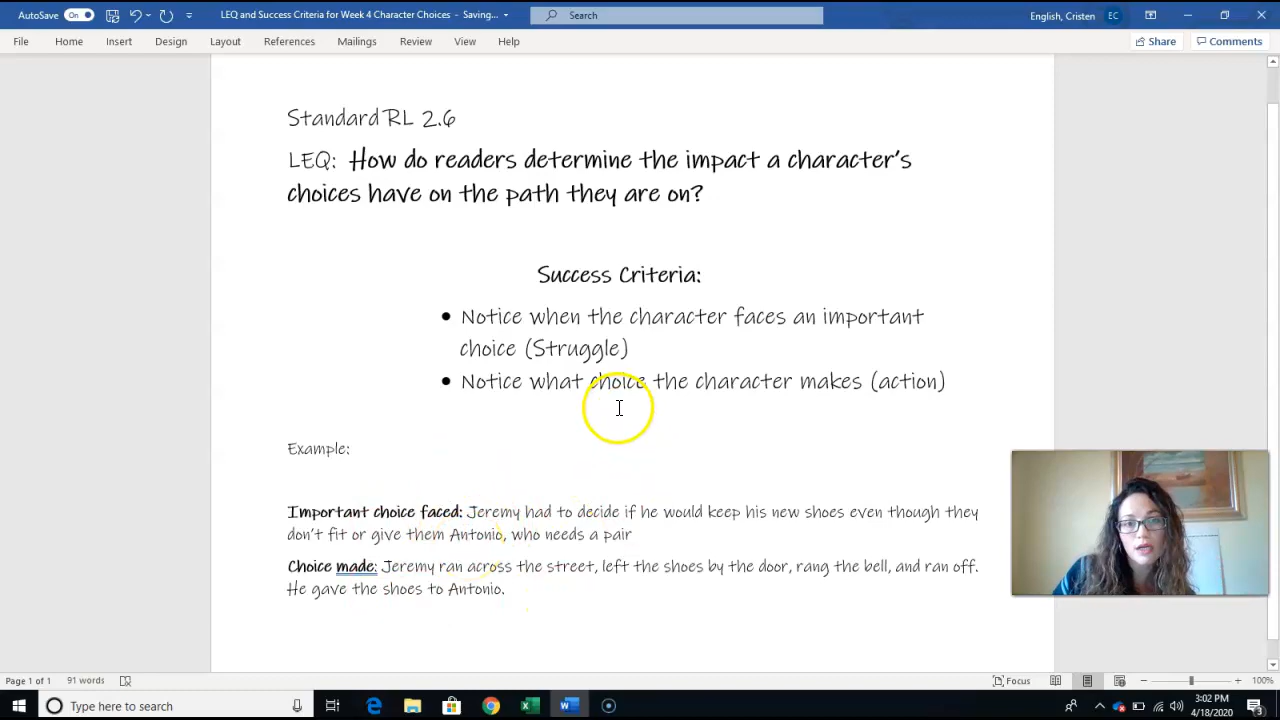 AutoSave On LEQ and Success Criteria for Week 4 Character Choices - Saving... Search English, Cristen EC
File Home Insert Design Layout References Mailings Review View Help Share Comments
Standard RL 2.6
LEQ: How do readers determine the impact a character's
choices have on the path they are on?
Success Criteria:
• Notice when the character faces an important
choice (Struggle)
• Notice what choice the character makes (action)
Example:
Important choice faced: Jeremy had to decide if he would keep his new shoes even though they
don't fit or give them Antonio, who needs a pair
Choice made: Jeremy ran across the street, left the shoes by the door, rang the bell, and ran off.
He gave the shoes to Antonio.
Page 1 of 1 91 words Focus 100%
Type here to search
3:02 PM
4/18/2020
3